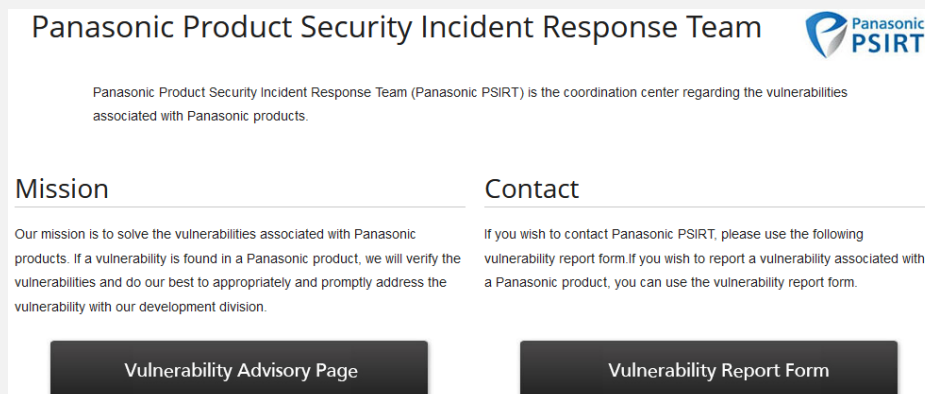 Panasonic Product Security Incident Response Team
Panasonic
PSIRT
Panasonic Product Security Incident Response Team (Panasonic PSIRT) is the coordination center regarding the vulnerabilities
associated with Panasonic products.
Mission
Our mission is to solve the vulnerabilities associated with Panasonic
products. If a vulnerability is found in a Panasonic product, we will verify the
vulnerabilities and do our best to appropriately and promptly address the
vulnerability with our development division.
Vulnerability Advisory Page
Contact
If you wish to contact Panasonic PSIRT, please use the following
vulnerability report form.If you wish to report a vulnerability associated with
a Panasonic product, you can use the vulnerability report form.
Vulnerability Report Form